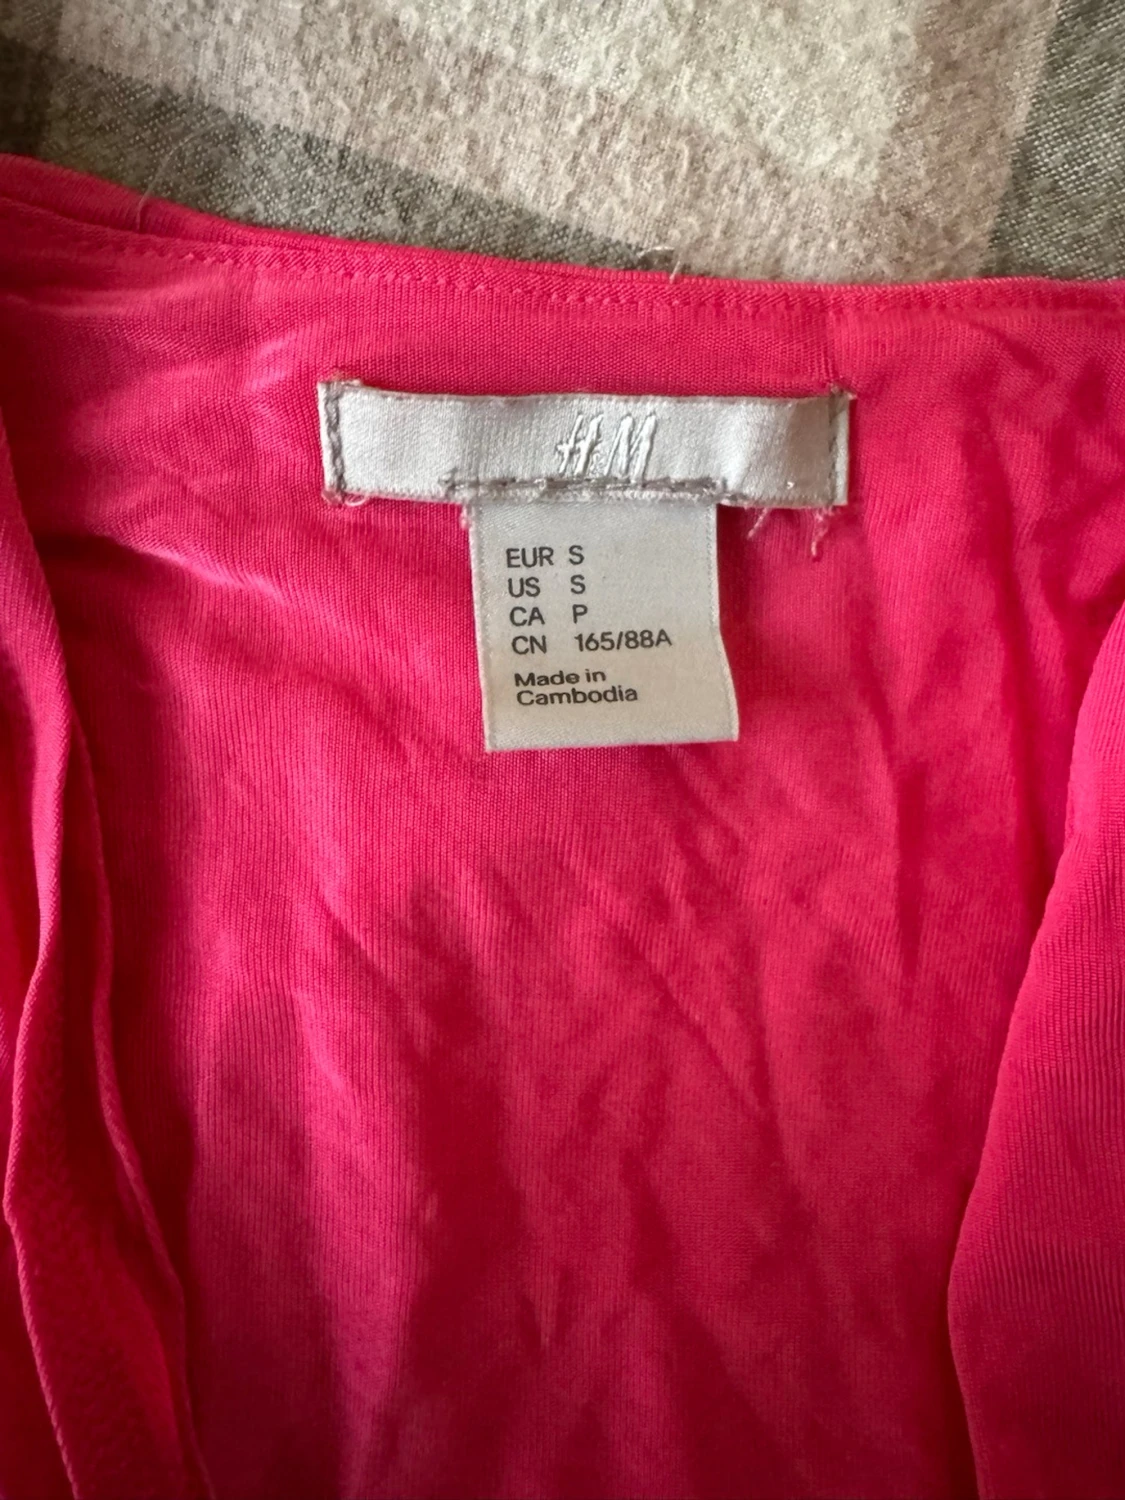 H&M
EUR S
US S
CA P
CN 165/88A
Made in
Cambodia